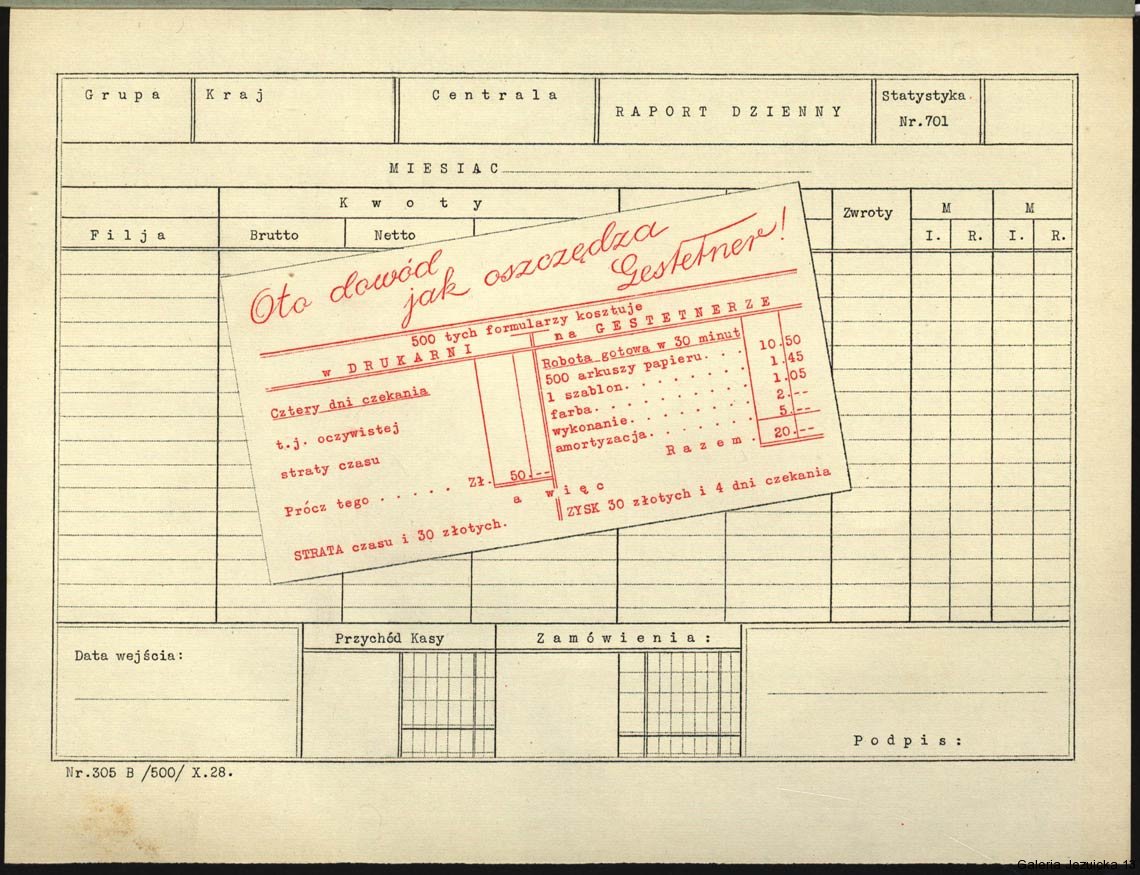 Grupa Kraj Centrala RAPORT DZIENNY Statystyka
Nr.701
MIESIAC
Kwoty
Filja Brutto Netto Zwroty M M
I. R. I. R.
Oto dowód
jak oszczędza
Gestetner!
500 tych formularzy kosztuje
w DRUKARNI
Cztery dni czekania
t.j. oczywistej
straty czasu
Prócz tego . . . . . Zł. 50.--
na GESTETNERZE
Robota gotowa w 30 minut
500 arkuszy papieru. . . 10.50
1 szablon. . . . . . . . 1.45
farba. . . . . . . . . . 1.05
wykonanie. . . . . . . . 2.--
amortyzacja. . . . . . . 5.--
Razem . 20.--
a więc
STRATA czasu i 30 złotych.
ZYSK 30 złotych i 4 dni czekania
Data wejścia:
Przychód Kasy
Zamówienia:
Podpis:
Nr.305 B /500/ X.28.
Galeria Jezuicka 13